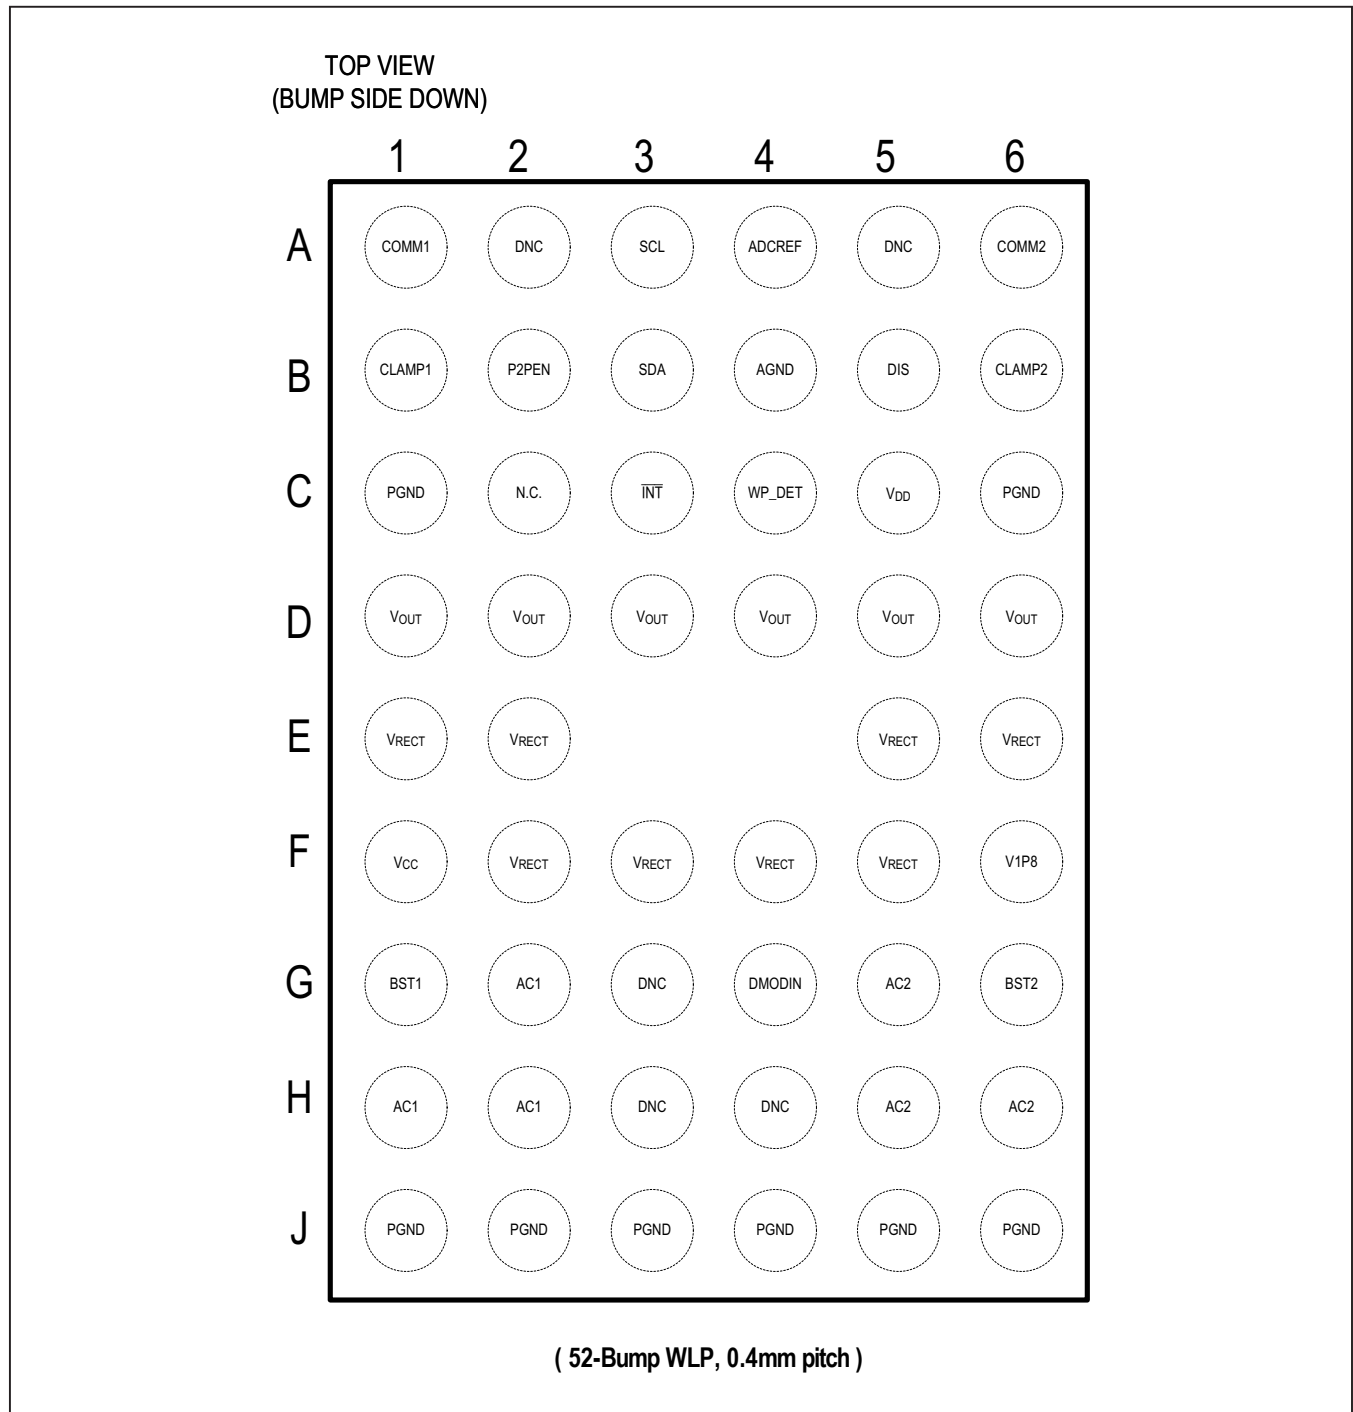 TOP VIEW
(BUMP SIDE DOWN)
1 2 3 4 5 6
A COMM1 DNC SCL ADCREF DNC COMM2
B CLAMP1 P2PEN SDA AGND DIS CLAMP2
C PGND N.C. INT WP_DET VDD PGND
D VOUT VOUT VOUT VOUT VOUT VOUT
E VRECT VRECT VRECT VRECT
F VCC VRECT VRECT VRECT VRECT V1P8
G BST1 AC1 DNC DMODIN AC2 BST2
H AC1 AC1 DNC DNC AC2 AC2
J PGND PGND PGND PGND PGND PGND
( 52-Bump WLP, 0.4mm pitch )